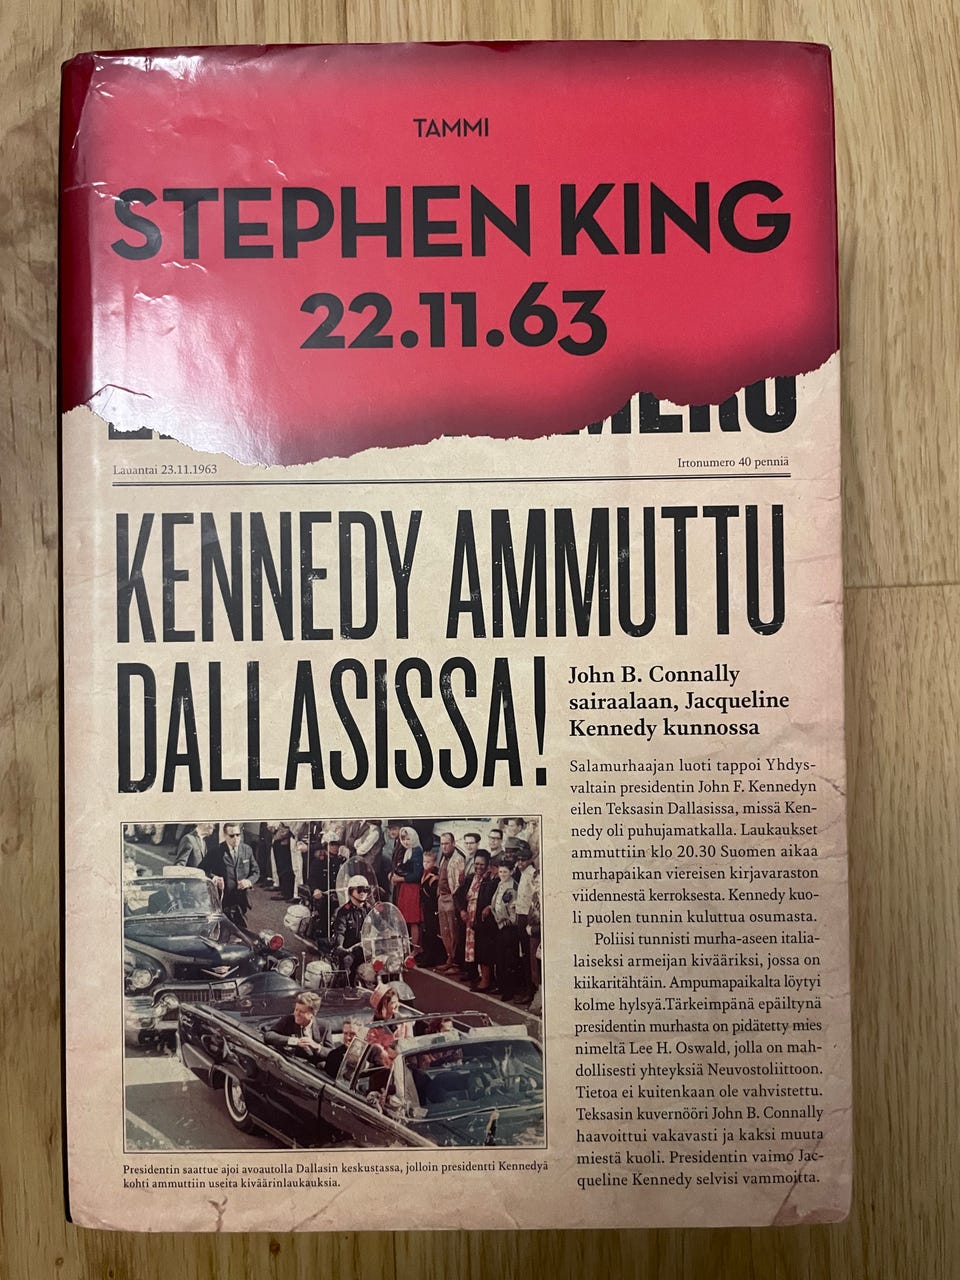 TAMMI
STEPHEN KING
22.11.63
Lauantai 23.11.1963
Irtonumero 40 penniä
KENNEDY AMMUTTU
DALLASISSA!
John B. Connally
sairaalaan, Jacqueline
Kennedy kunnossa
Salamurhaajan luoti tappoi Yhdys-
valtain presidentin John F. Kennedyn
eilen Teksasin Dallasissa, missä Ken-
nedy oli puhujamatkalla. Laukaukset
ammuttiin klo 20.30 Suomen aikaa
murhapaikan viereisen kirjavaraston
viidennestä kerroksesta. Kennedy kuo-
li puolen tunnin kuluttua osumasta.
Poliisi tunnisti murha-aseen italia-
laiseksi armeijan kivääriksi, jossa on
kiikaritähtäin. Ampumapaikalta löytyi
kolme hylsyä.Tärkeimpänä epäiltynä
presidentin murhasta on pidätetty mies
nimeltä Lee H. Oswald, jolla on mah-
dollisesti yhteyksiä Neuvostoliittoon.
Tietoa ei kuitenkaan ole vahvistettu.
Teksasin kuvernööri John B. Connally
haavoittui vakavasti ja kaksi muuta
miestä kuoli. Presidentin vaimo Jac-
queline Kennedy selvisi vammoitta.
Presidentin saattue ajoi avoautolla Dallasin keskustassa, jolloin presidentti Kennedyä
kohti ammuttiin useita kiväärinlaukauksia.